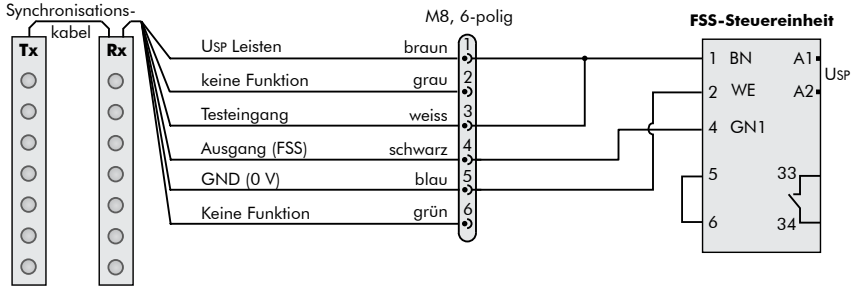 Synchronisations-
kabel
M8, 6-polig
FSS-Steuereinheit
Tx Rx
USP Leisten braun 1
keine Funktion grau 2
Testeingang weiss 3
Ausgang (FSS) schwarz 4
GND (0 V) blau 5
Keine Funktion grün 6
1 BN A1
USP
2 WE A2
4 GN1
5 33
6 34